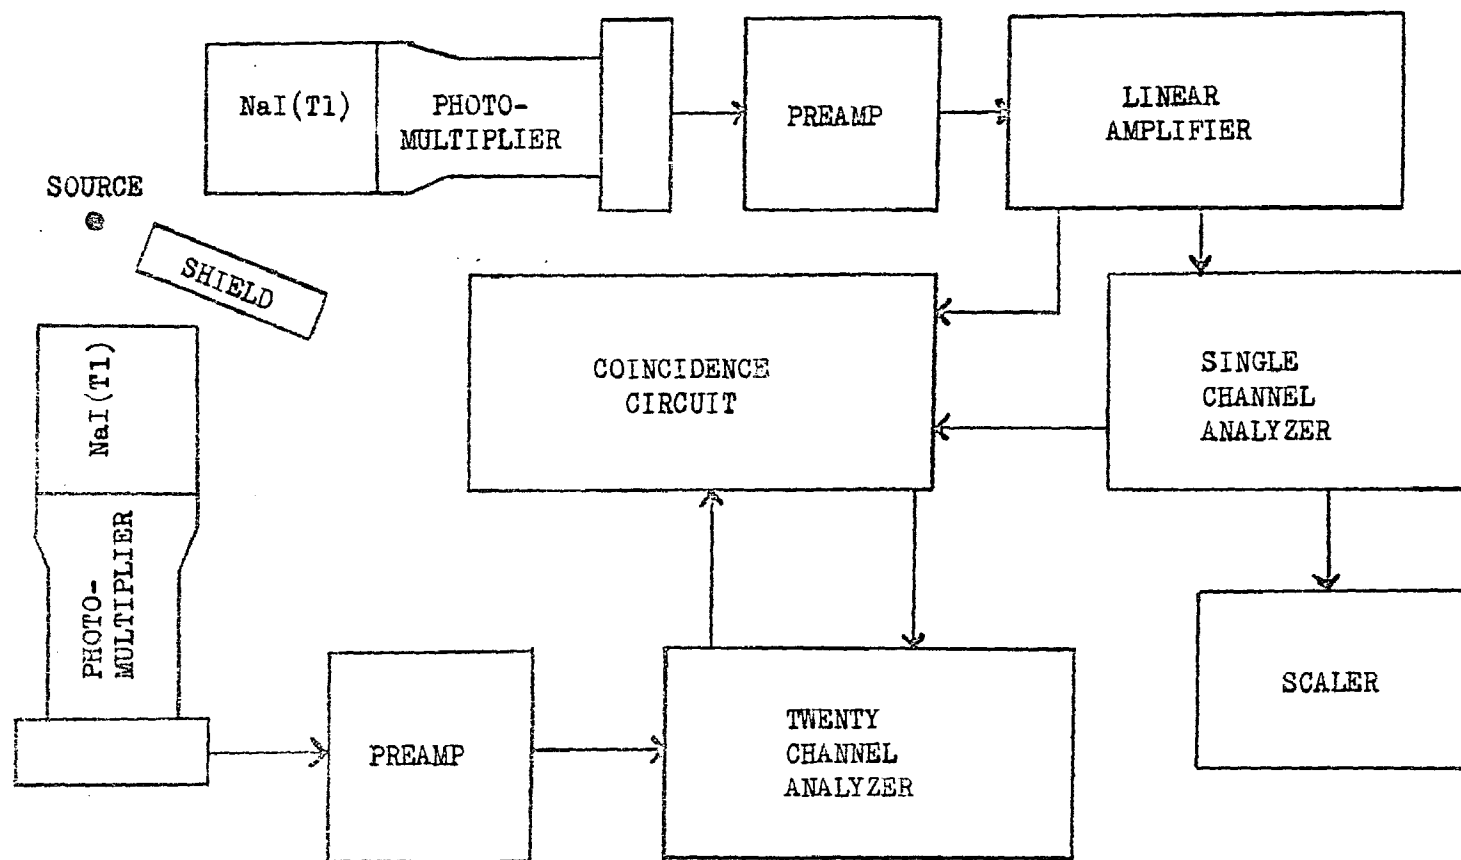 NaI(Tl)
PHOTO-
MULTIPLIER
PREAMP
LINEAR
AMPLIFIER
SOURCE
SHIELD
NaI(Tl)
COINCIDENCE
CIRCUIT
SINGLE
CHANNEL
ANALYZER
PHOTO-
MULTIPLIER
PREAMP
TWENTY
CHANNEL
ANALYZER
SCALER